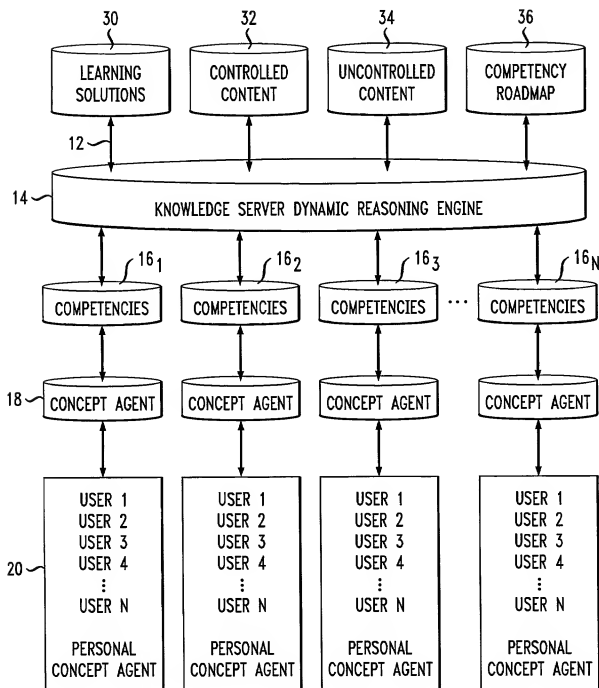 30 32 34 36
LEARNING SOLUTIONS
CONTROLLED CONTENT
UNCONTROLLED CONTENT
COMPETENCY ROADMAP
12
14
KNOWLEDGE SERVER DYNAMIC REASONING ENGINE
16₁ 16₂ 16₃ 16N
COMPETENCIES COMPETENCIES COMPETENCIES ... COMPETENCIES
18 CONCEPT AGENT CONCEPT AGENT CONCEPT AGENT CONCEPT AGENT
USER 1 USER 1 USER 1 USER 1
USER 2 USER 2 USER 2 USER 2
USER 3 USER 3 USER 3 USER 3
20 USER 4 USER 4 USER 4 USER 4
⋮ ⋮ ⋮ ⋮
USER N USER N USER N USER N
PERSONAL PERSONAL PERSONAL PERSONAL
CONCEPT AGENT CONCEPT AGENT CONCEPT AGENT CONCEPT AGENT